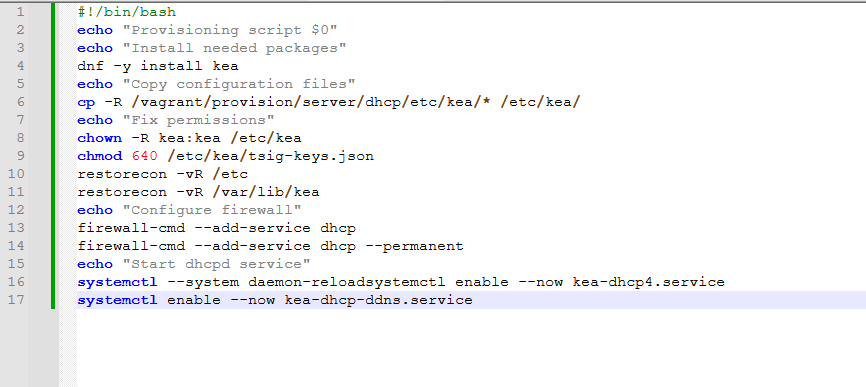 1 #!/bin/bash
2 echo "Provisioning script $0"
3 echo "Install needed packages"
4 dnf -y install kea
5 echo "Copy configuration files"
6 cp -R /vagrant/provision/server/dhcp/etc/kea/* /etc/kea/
7 echo "Fix permissions"
8 chown -R kea:kea /etc/kea
9 chmod 640 /etc/kea/tsig-keys.json
10 restorecon -vR /etc
11 restorecon -vR /var/lib/kea
12 echo "Configure firewall"
13 firewall-cmd --add-service dhcp
14 firewall-cmd --add-service dhcp --permanent
15 echo "Start dhcpd service"
16 systemctl --system daemon-reloadsystemctl enable --now kea-dhcp4.service
17 systemctl enable --now kea-dhcp-ddns.service